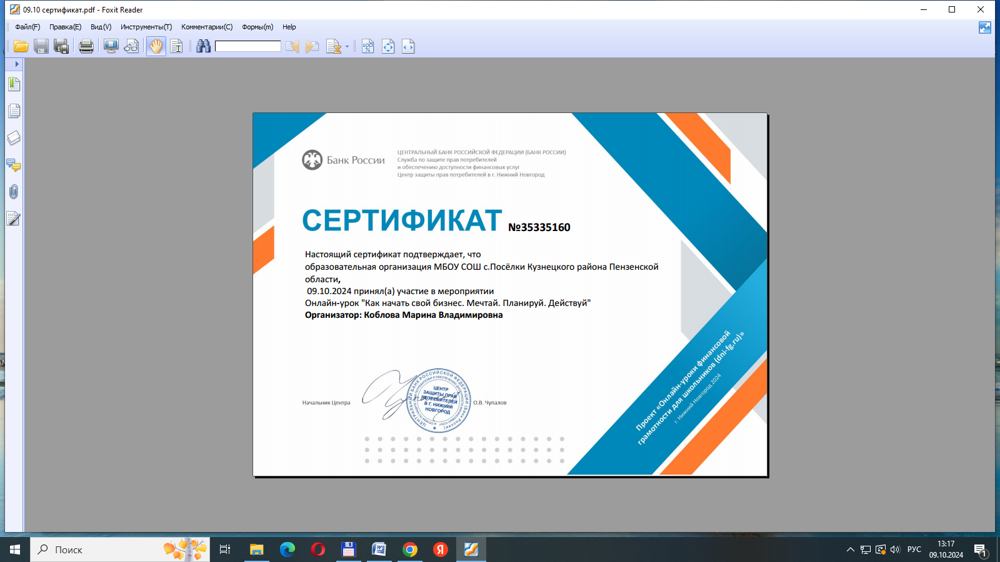 09.10 сертификат.pdf - Foxit Reader
Файл(F) Правка(E) Вид(V) Инструменты(T) Комментарии(C) Формы(m) Help
Банк России
ЦЕНТРАЛЬНЫЙ БАНК РОССИЙСКОЙ ФЕДЕРАЦИИ (БАНК РОССИИ)
Служба по защите прав потребителей
и обеспечению доступности финансовых услуг
Центр защиты прав потребителей в г. Нижний Новгород
СЕРТИФИКАТ №35335160
Настоящий сертификат подтверждает, что
образовательная организация МБОУ СОШ с.Посёлки Кузнецкого района Пензенской
области,
09.10.2024 принял(а) участие в мероприятии
Онлайн-урок "Как начать свой бизнес. Мечтай. Планируй. Действуй"
Организатор: Коблова Марина Владимировна
Начальник Центра
ЦЕНТР
ЗАЩИТЫ ПРАВ
ПОТРЕБИТЕЛЕЙ
В Г. НИЖНИЙ
НОВГОРОД
ЦЕНТРАЛЬНЫЙ БАНК РОССИЙСКОЙ ФЕДЕРАЦИИ (Банк России)
О.В. Чупалов
Проект «Онлайн-уроки финансовой
грамотности для школьников (dni-fg.ru)»
г. Нижний Новгород 2024
Поиск
РУС
13:17
09.10.2024
1